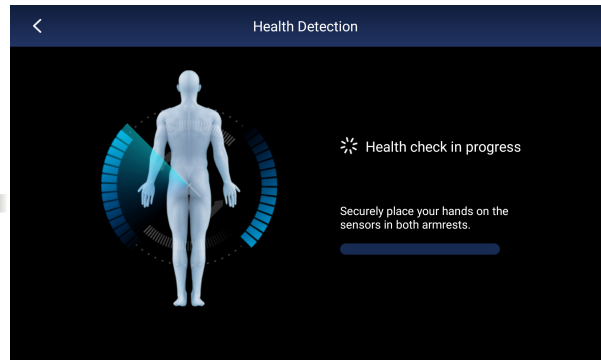 Health Detection
Health check in progress
Securely place your hands on the
sensors in both armrests.